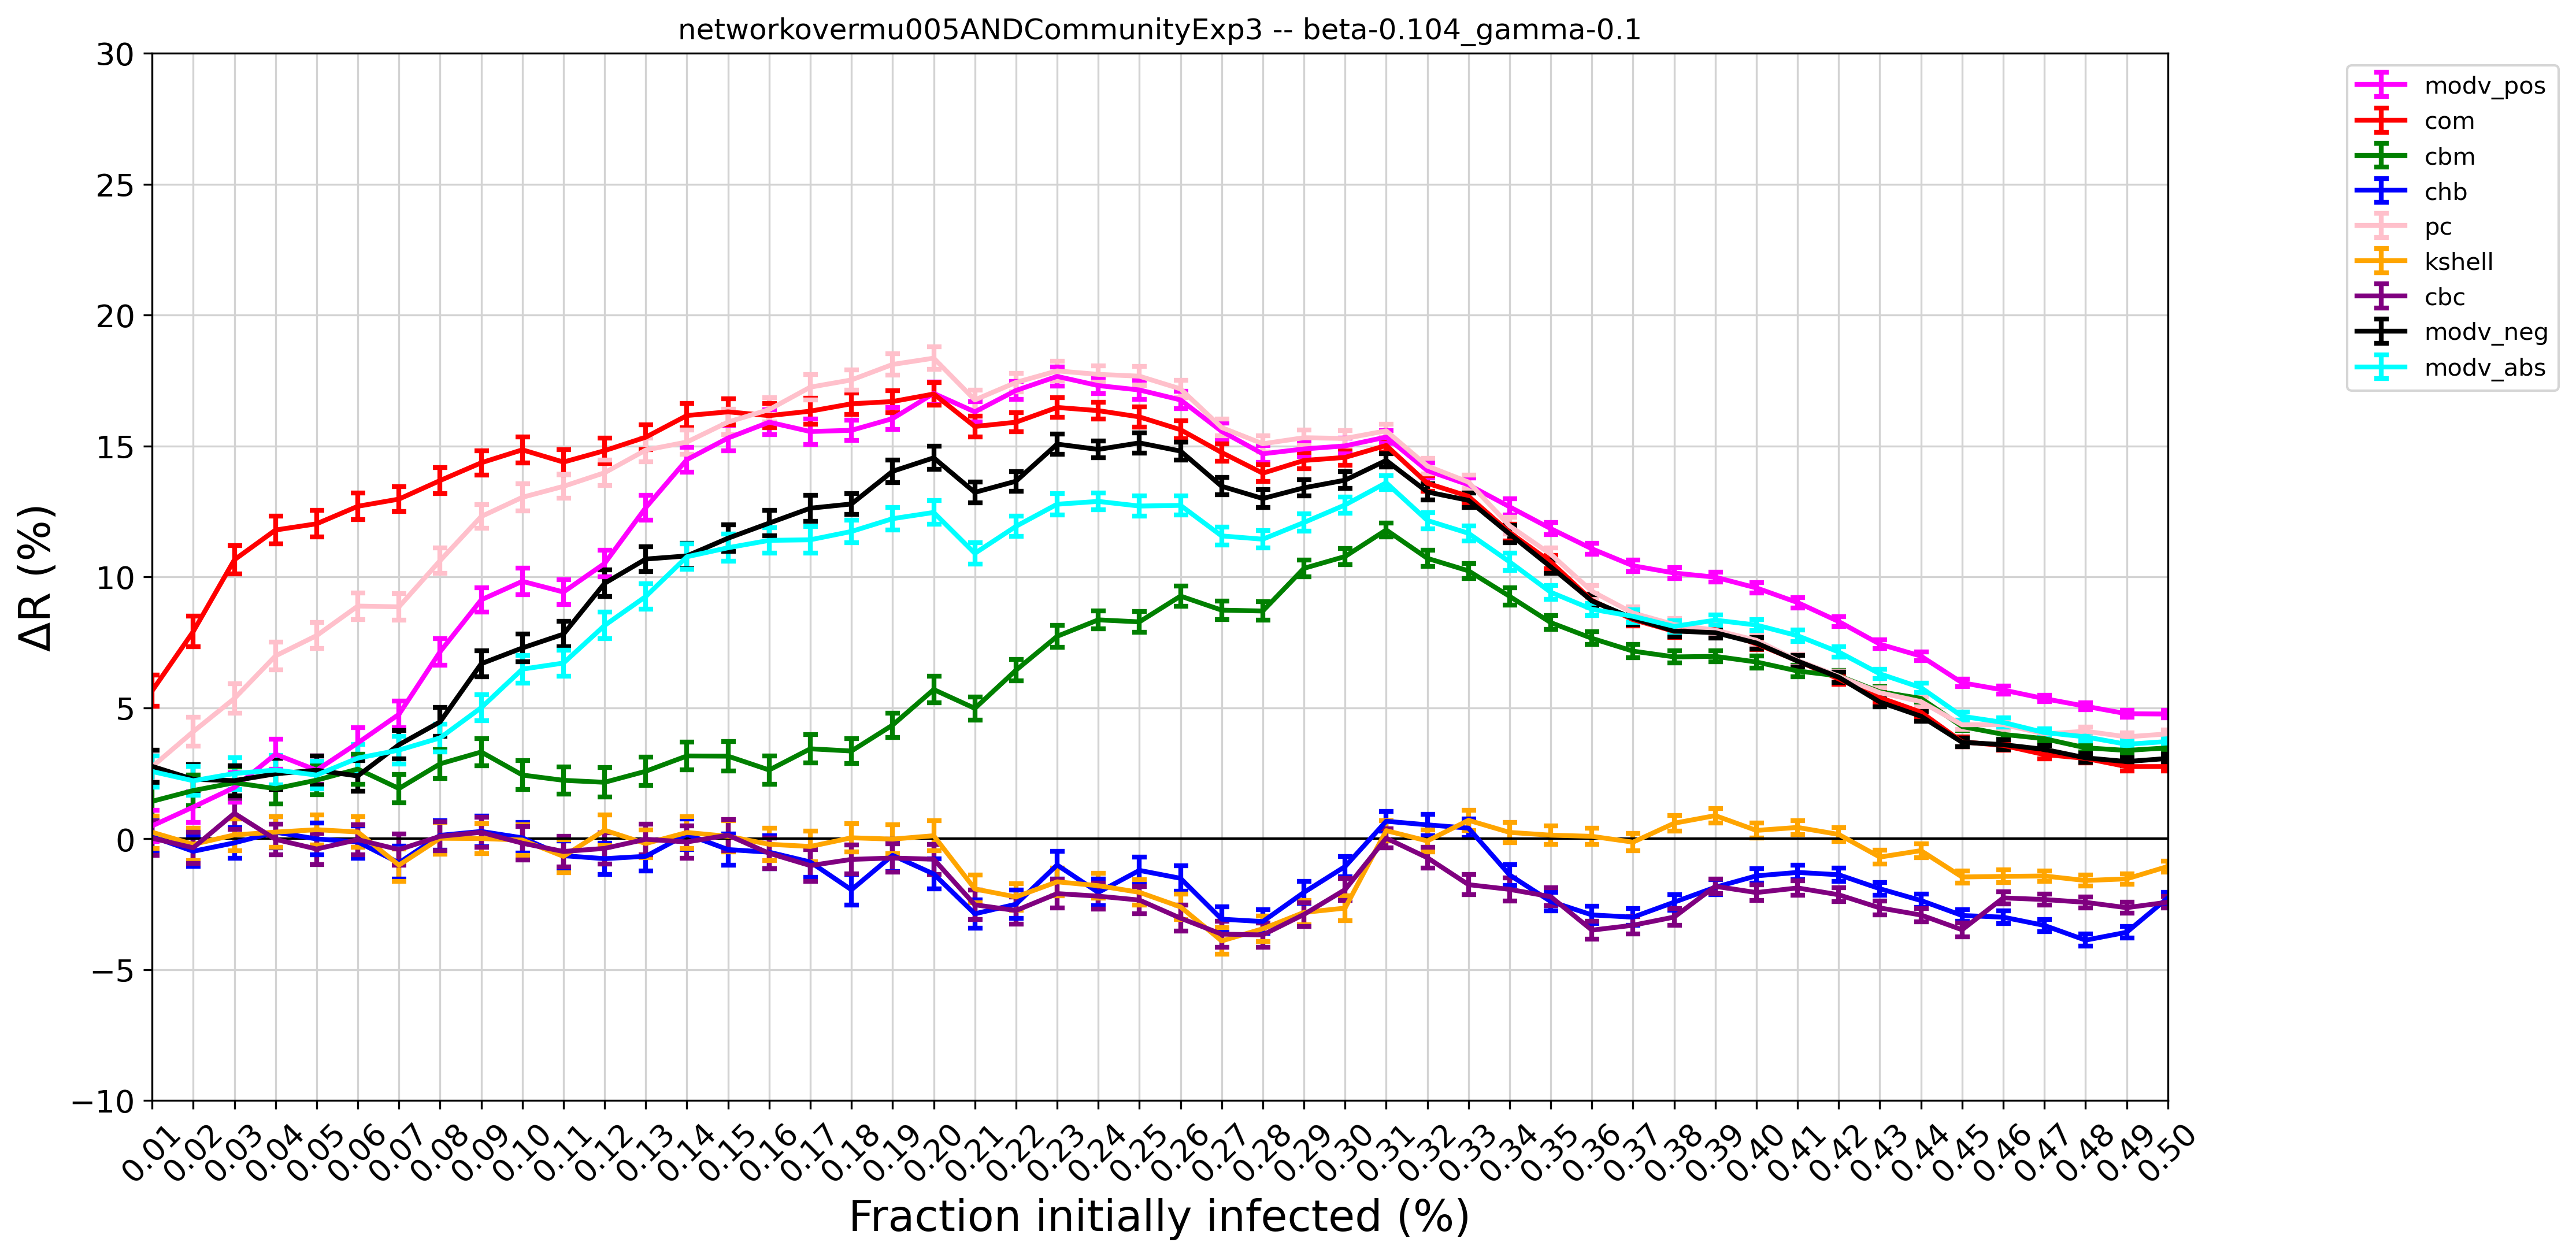 networkovermu005ANDCommunityExp3 -- beta-0.104_gamma-0.1
30
25
20
15
10
5
0
−5
−10
ΔR (%)
0.01 0.02 0.03 0.04 0.05 0.06 0.07 0.08 0.09 0.10 0.11 0.12 0.13 0.14 0.15 0.16 0.17 0.18 0.19 0.20 0.21 0.22 0.23 0.24 0.25 0.26 0.27 0.28 0.29 0.30 0.31 0.32 0.33 0.34 0.35 0.36 0.37 0.38 0.39 0.40 0.41 0.42 0.43 0.44 0.45 0.46 0.47 0.48 0.49 0.50
Fraction initially infected (%)
modv_pos
com
cbm
chb
pc
kshell
cbc
modv_neg
modv_abs